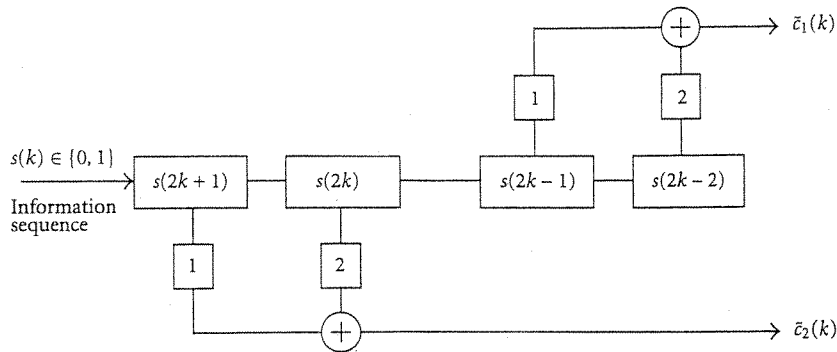 c̃₁(k)
1
2
s(k) ∈ {0, 1}
s(2k + 1)
s(2k)
s(2k − 1)
s(2k − 2)
Information
sequence
1
2
c̃₂(k)